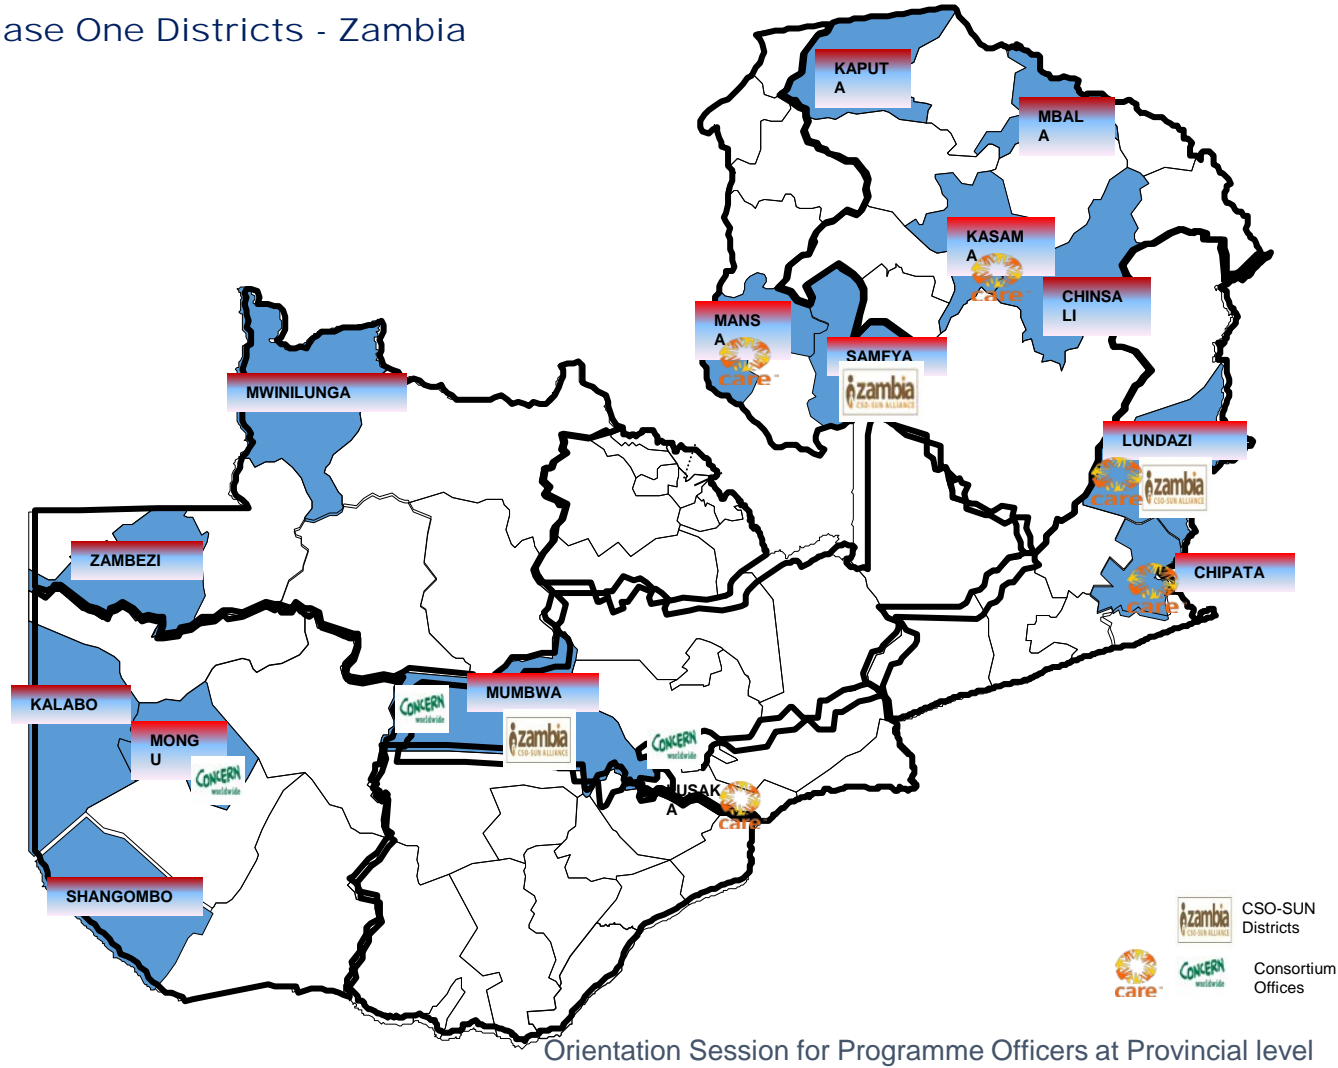 ase One Districts - Zambia
KAPUT
A
MBAL
A
KASAM
A
care
CHINSA
LI
MANS
A
care
SAMFYA
zambia
CSO-SUN ALLIANCE
MWINILUNGA
LUNDAZI
care
zambia
CSO-SUN ALLIANCE
ZAMBEZI
CHIPATA
care
KALABO
MONG
U
CONCERN
worldwide
CONCERN
worldwide
MUMBWA
zambia
CSO-SUN ALLIANCE
CONCERN
worldwide
LUSAK
A
care
SHANGOMBO
zambia
CSO-SUN ALLIANCE
CSO-SUN
Districts
care
CONCERN
worldwide
Consortium
Offices
Orientation Session for Programme Officers at Provincial level